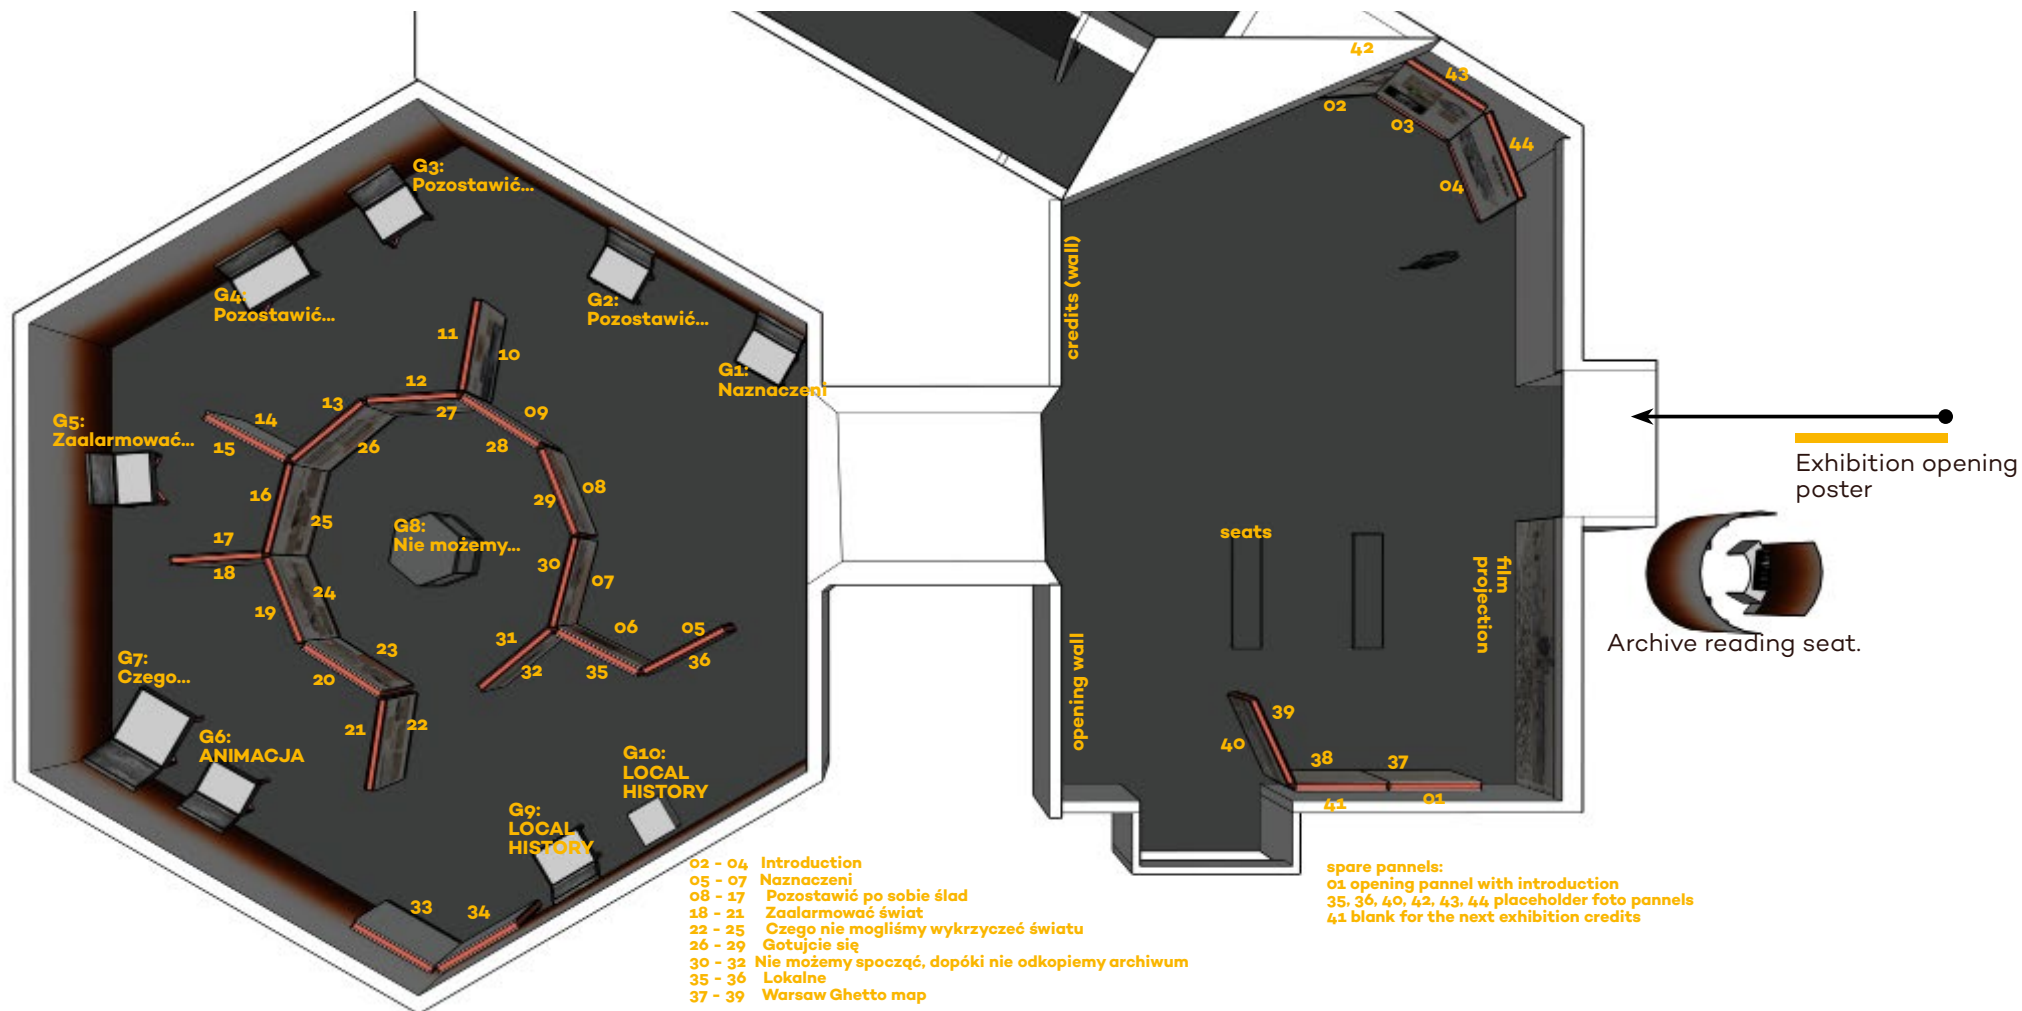 42
43
02
03
44
04
G3:
Pozostawić...
G4:
Pozostawić...
G2:
Pozostawić...
G1:
Naznaczeni
11
10
12
27
09
28
13
26
14
15
G5:
Zaalarmować...
16
25
29
08
17
18
G8:
Nie możemy...
30
07
24
19
23
20
31
32
06
05
35
36
21
22
G7:
Czego...
G6:
ANIMACJA
G10:
LOCAL
HISTORY
G9:
LOCAL
HISTORY
33
34
credits (wall)
opening wall
seats
film
projection
39
40
38
37
41
01
Exhibition opening
poster
Archive reading seat.
02 - 04 Introduction
05 - 07 Naznaczeni
08 - 17 Pozostawić po sobie ślad
18 - 21 Zaalarmować świat
22 - 25 Czego nie mogliśmy wykrzyczeć światu
26 - 29 Gotujcie się
30 - 32 Nie możemy spocząć, dopóki nie odkopiemy archiwum
35 - 36 Lokalne
37 - 39 Warsaw Ghetto map
spare pannels:
01 opening pannel with introduction
35, 36, 40, 42, 43, 44 placeholder foto pannels
41 blank for the next exhibition credits